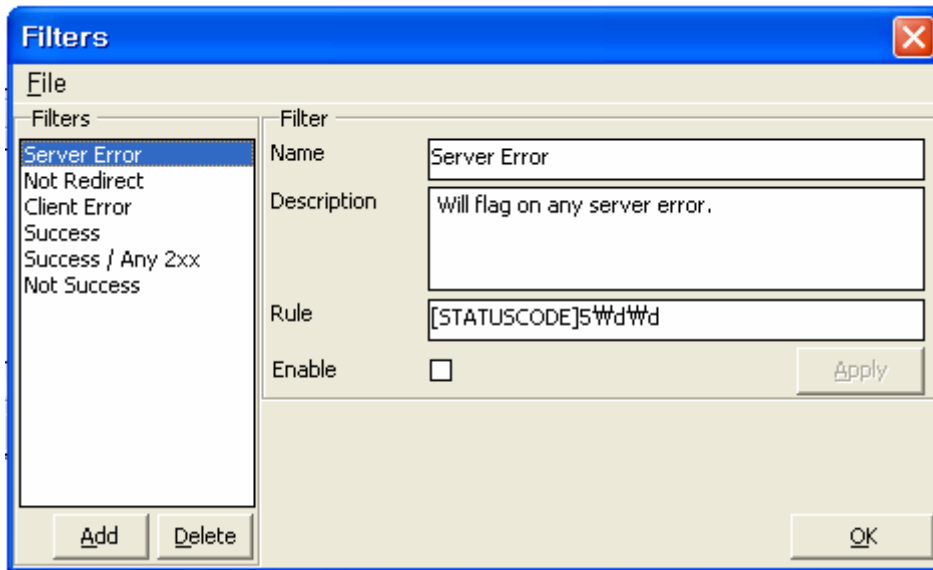 Filters
File
Filters
Server Error
Not Redirect
Client Error
Success
Success / Any 2xx
Not Success
Add
Delete
Filter
Name
Server Error
Description
Will flag on any server error.
Rule
[STATUSCODE]5₩d₩d
Enable
Apply
OK